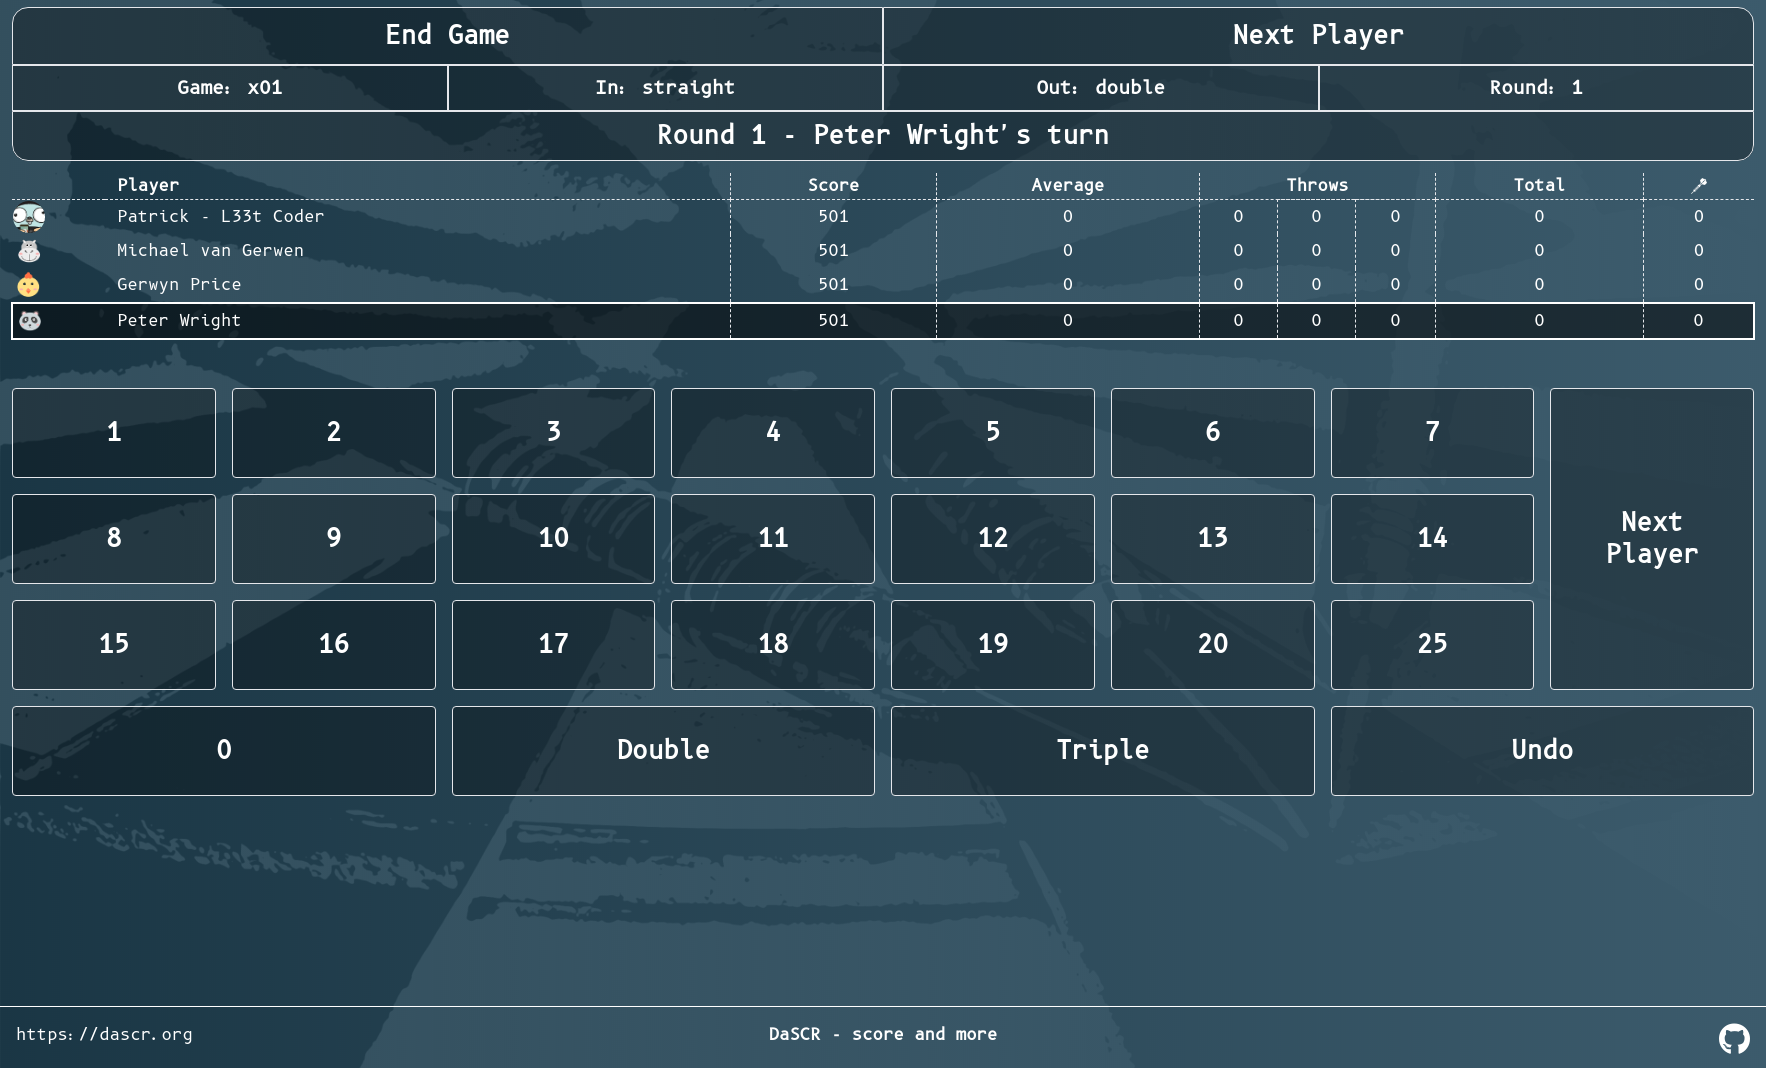 End Game Next Player
Game: x01 In: straight Out: double Round: 1
Round 1 - Peter Wright's turn
Player Score Average Throws Total
Patrick - L33t Coder 501 0 0 0 0 0 0
Michael van Gerwen 501 0 0 0 0 0 0
Gerwyn Price 501 0 0 0 0 0 0
Peter Wright 501 0 0 0 0 0 0
1 2 3 4 5 6 7
8 9 10 11 12 13 14
Next
Player
15 16 17 18 19 20 25
0 Double Triple Undo
https://dascr.org DaSCR - score and more